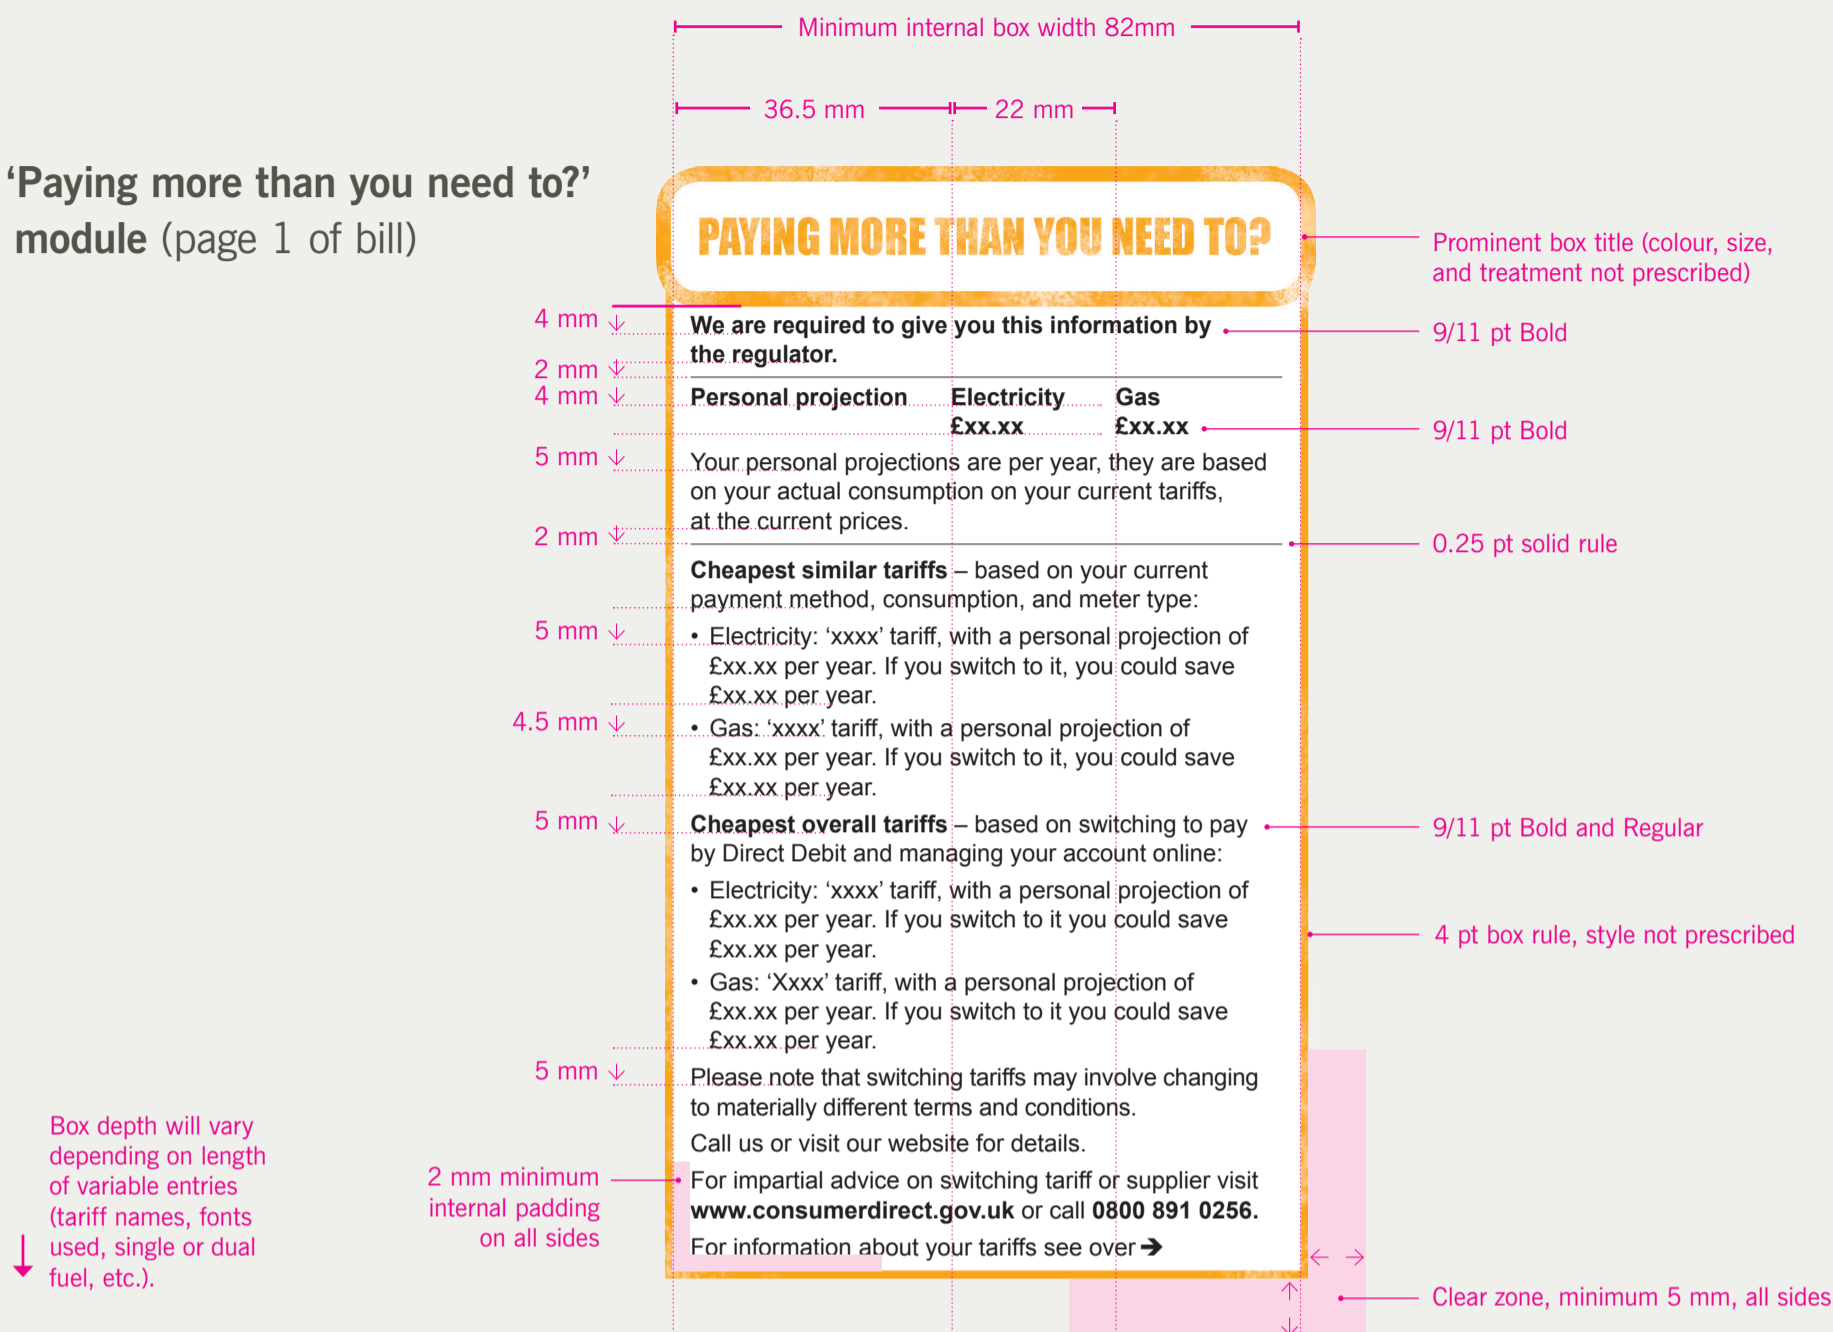 Minimum internal box width 82mm
36.5 mm
22 mm
‘Paying more than you need to?’
module (page 1 of bill)
PAYING MORE THAN YOU NEED TO?
Prominent box title (colour, size,
and treatment not prescribed)
4 mm
We are required to give you this information by
the regulator.
9/11 pt Bold
2 mm
4 mm
Personal projection Electricity Gas
£xx.xx £xx.xx
9/11 pt Bold
5 mm
Your personal projections are per year, they are based
on your actual consumption on your current tariffs,
at the current prices.
2 mm
0.25 pt solid rule
Cheapest similar tariffs – based on your current
payment method, consumption, and meter type:
5 mm
• Electricity: ‘xxxx’ tariff, with a personal projection of
£xx.xx per year. If you switch to it, you could save
£xx.xx per year.
4.5 mm
• Gas: ‘xxxx’ tariff, with a personal projection of
£xx.xx per year. If you switch to it, you could save
£xx.xx per year.
5 mm
Cheapest overall tariffs – based on switching to pay
by Direct Debit and managing your account online:
9/11 pt Bold and Regular
• Electricity: ‘xxxx’ tariff, with a personal projection of
£xx.xx per year. If you switch to it you could save
£xx.xx per year.
4 pt box rule, style not prescribed
• Gas: ‘Xxxx’ tariff, with a personal projection of
£xx.xx per year. If you switch to it you could save
£xx.xx per year.
5 mm
Please note that switching tariffs may involve changing
to materially different terms and conditions.
Call us or visit our website for details.
For impartial advice on switching tariff or supplier visit
www.consumerdirect.gov.uk or call 0800 891 0256.
For information about your tariffs see over ➔
Box depth will vary
depending on length
of variable entries
(tariff names, fonts
used, single or dual
fuel, etc.).
2 mm minimum
internal padding
on all sides
Clear zone, minimum 5 mm, all sides